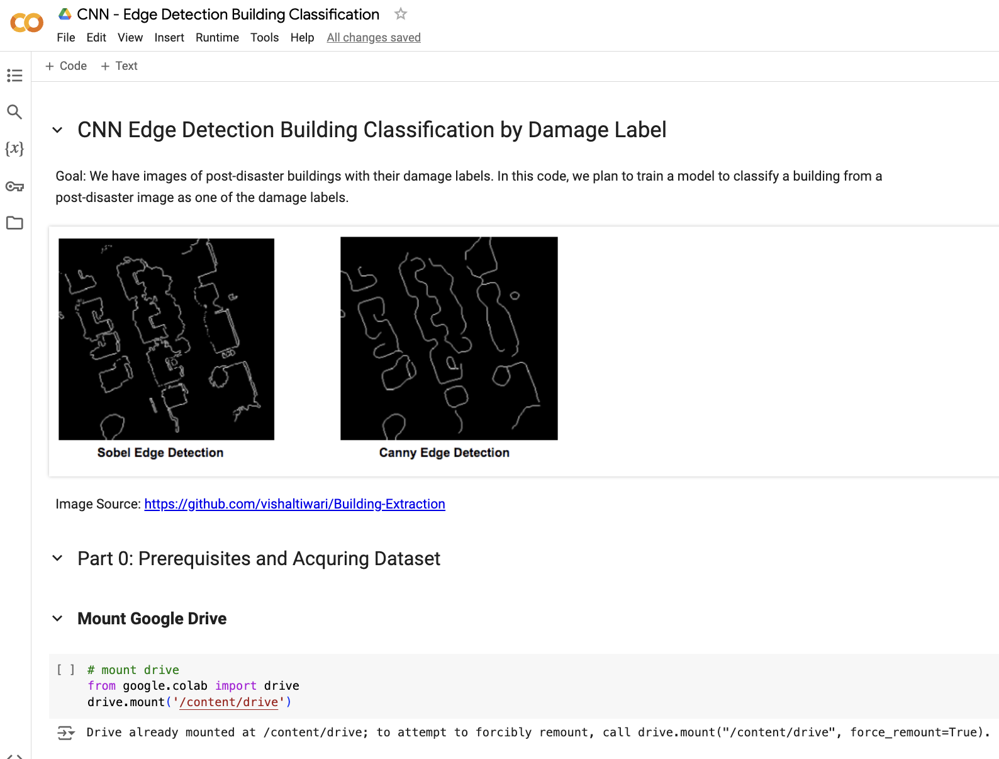 CNN - Edge Detection Building Classification
File Edit View Insert Runtime Tools Help All changes saved
+ Code + Text
{x}
CNN Edge Detection Building Classification by Damage Label
Goal: We have images of post-disaster buildings with their damage labels. In this code, we plan to train a model to classify a building from a
post-disaster image as one of the damage labels.
Sobel Edge Detection
Canny Edge Detection
Image Source: https://github.com/vishaltiwari/Building-Extraction
Part 0: Prerequisites and Acquring Dataset
Mount Google Drive
[ ] # mount drive
from google.colab import drive
drive.mount('/content/drive')
Drive already mounted at /content/drive; to attempt to forcibly remount, call drive.mount("/content/drive", force_remount=True).